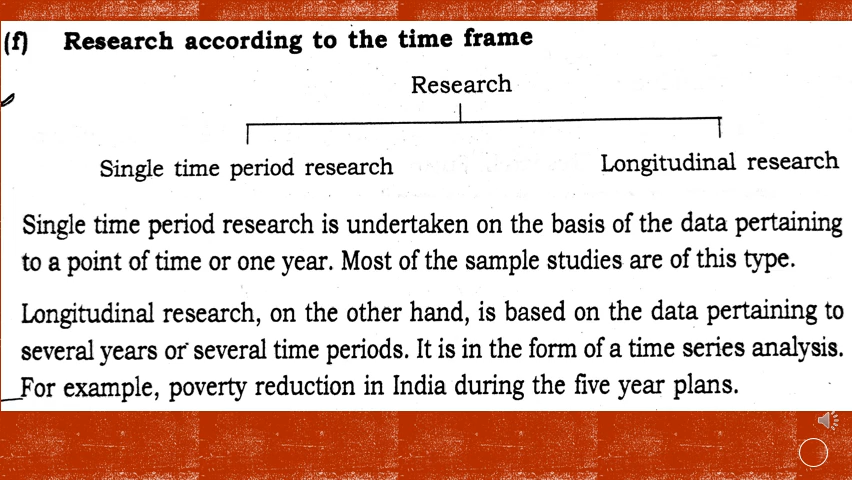 (f) Research according to the time frame
Research
Single time period research
Longitudinal research
Single time period research is undertaken on the basis of the data pertaining
to a point of time or one year. Most of the sample studies are of this type.
Longitudinal research, on the other hand, is based on the data pertaining to
several years or several time periods. It is in the form of a time series analysis.
For example, poverty reduction in India during the five year plans.